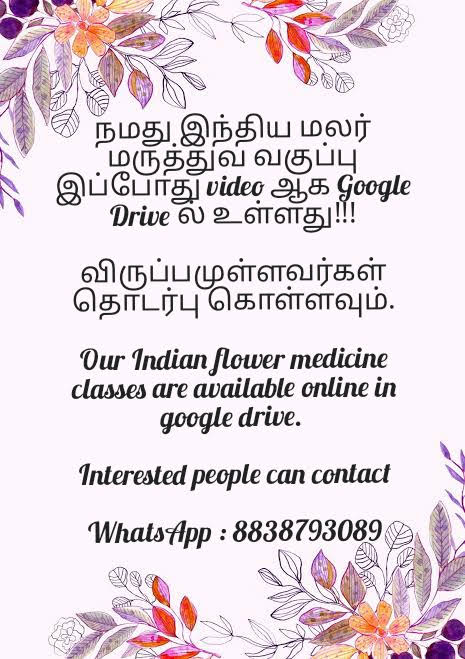 நமது இந்திய மலர்
மருத்துவ வகுப்பு
இப்போது video ஆக Google
Drive ல் உள்ளது!!!
விருப்பமுள்ளவர்கள்
தொடர்பு கொள்ளவும்.
Our Indian flower medicine
classes are available online in
google drive.
Interested people can contact
WhatsApp : 8838793089